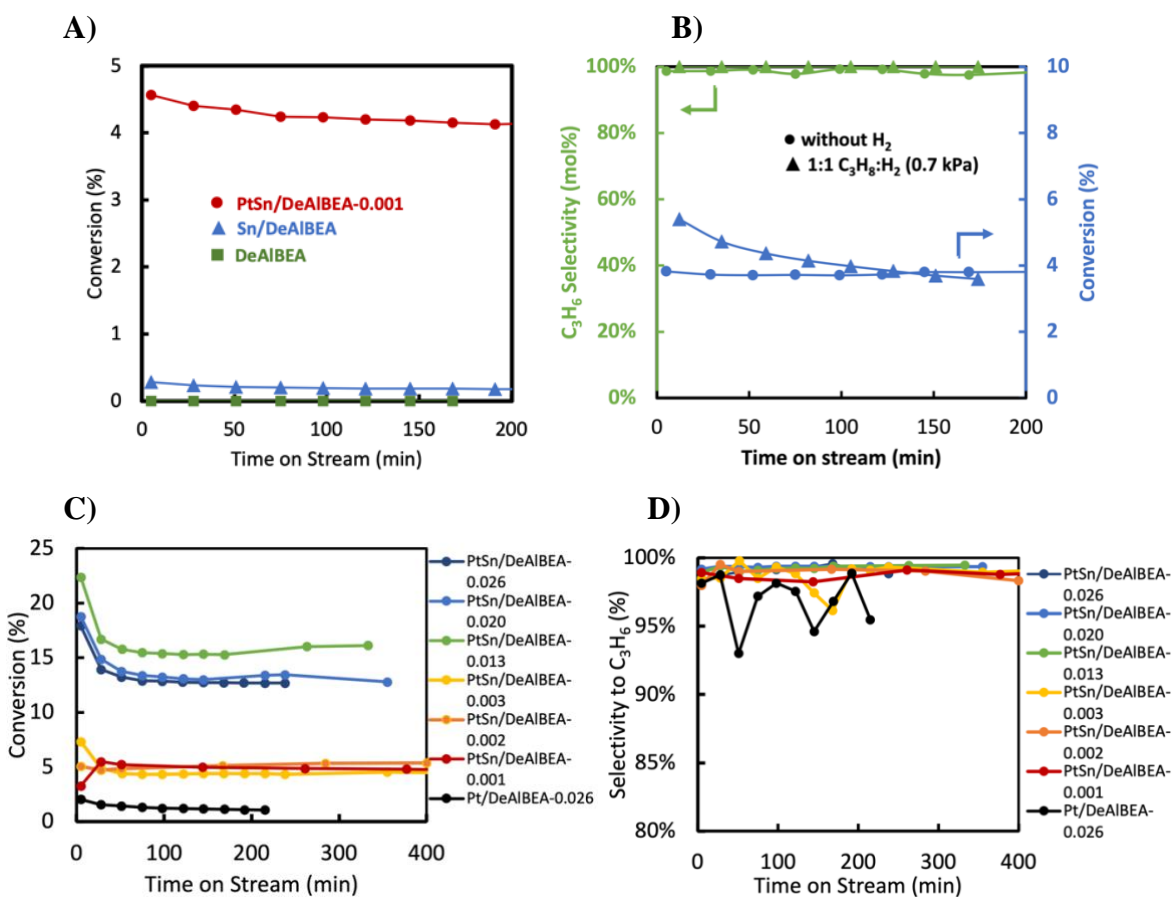 A)
5
4
3
2
1
0
Conversion (%)
PtSn/DeAlBEA-0.001
Sn/DeAlBEA
DeAlBEA
0
50
100
150
200
Time on Stream (min)
B)
100%
80%
60%
40%
20%
0%
C₃H₆ Selectivity (mol%)
without H₂
1:1 C₃H₈:H₂ (0.7 kPa)
10
8
6
4
2
0
Conversion (%)
0
50
100
150
200
Time on stream (min)
C)
25
20
15
10
5
0
Conversion (%)
0
100
200
300
400
Time on Stream (min)
PtSn/DeAlBEA-
0.026
PtSn/DeAlBEA-
0.020
PtSn/DeAlBEA-
0.013
PtSn/DeAlBEA-
0.003
PtSn/DeAlBEA-
0.002
PtSn/DeAlBEA-
0.001
Pt/DeAlBEA-0.026
D)
100%
95%
90%
85%
80%
Selectivity to C₃H₆ (%)
0
100
200
300
400
Time on Stream (min)
PtSn/DeAlBEA-
0.026
PtSn/DeAlBEA-
0.020
PtSn/DeAlBEA-
0.013
PtSn/DeAlBEA-
0.003
PtSn/DeAlBEA-
0.002
PtSn/DeAlBEA-
0.001
Pt/DeAlBEA-
0.026